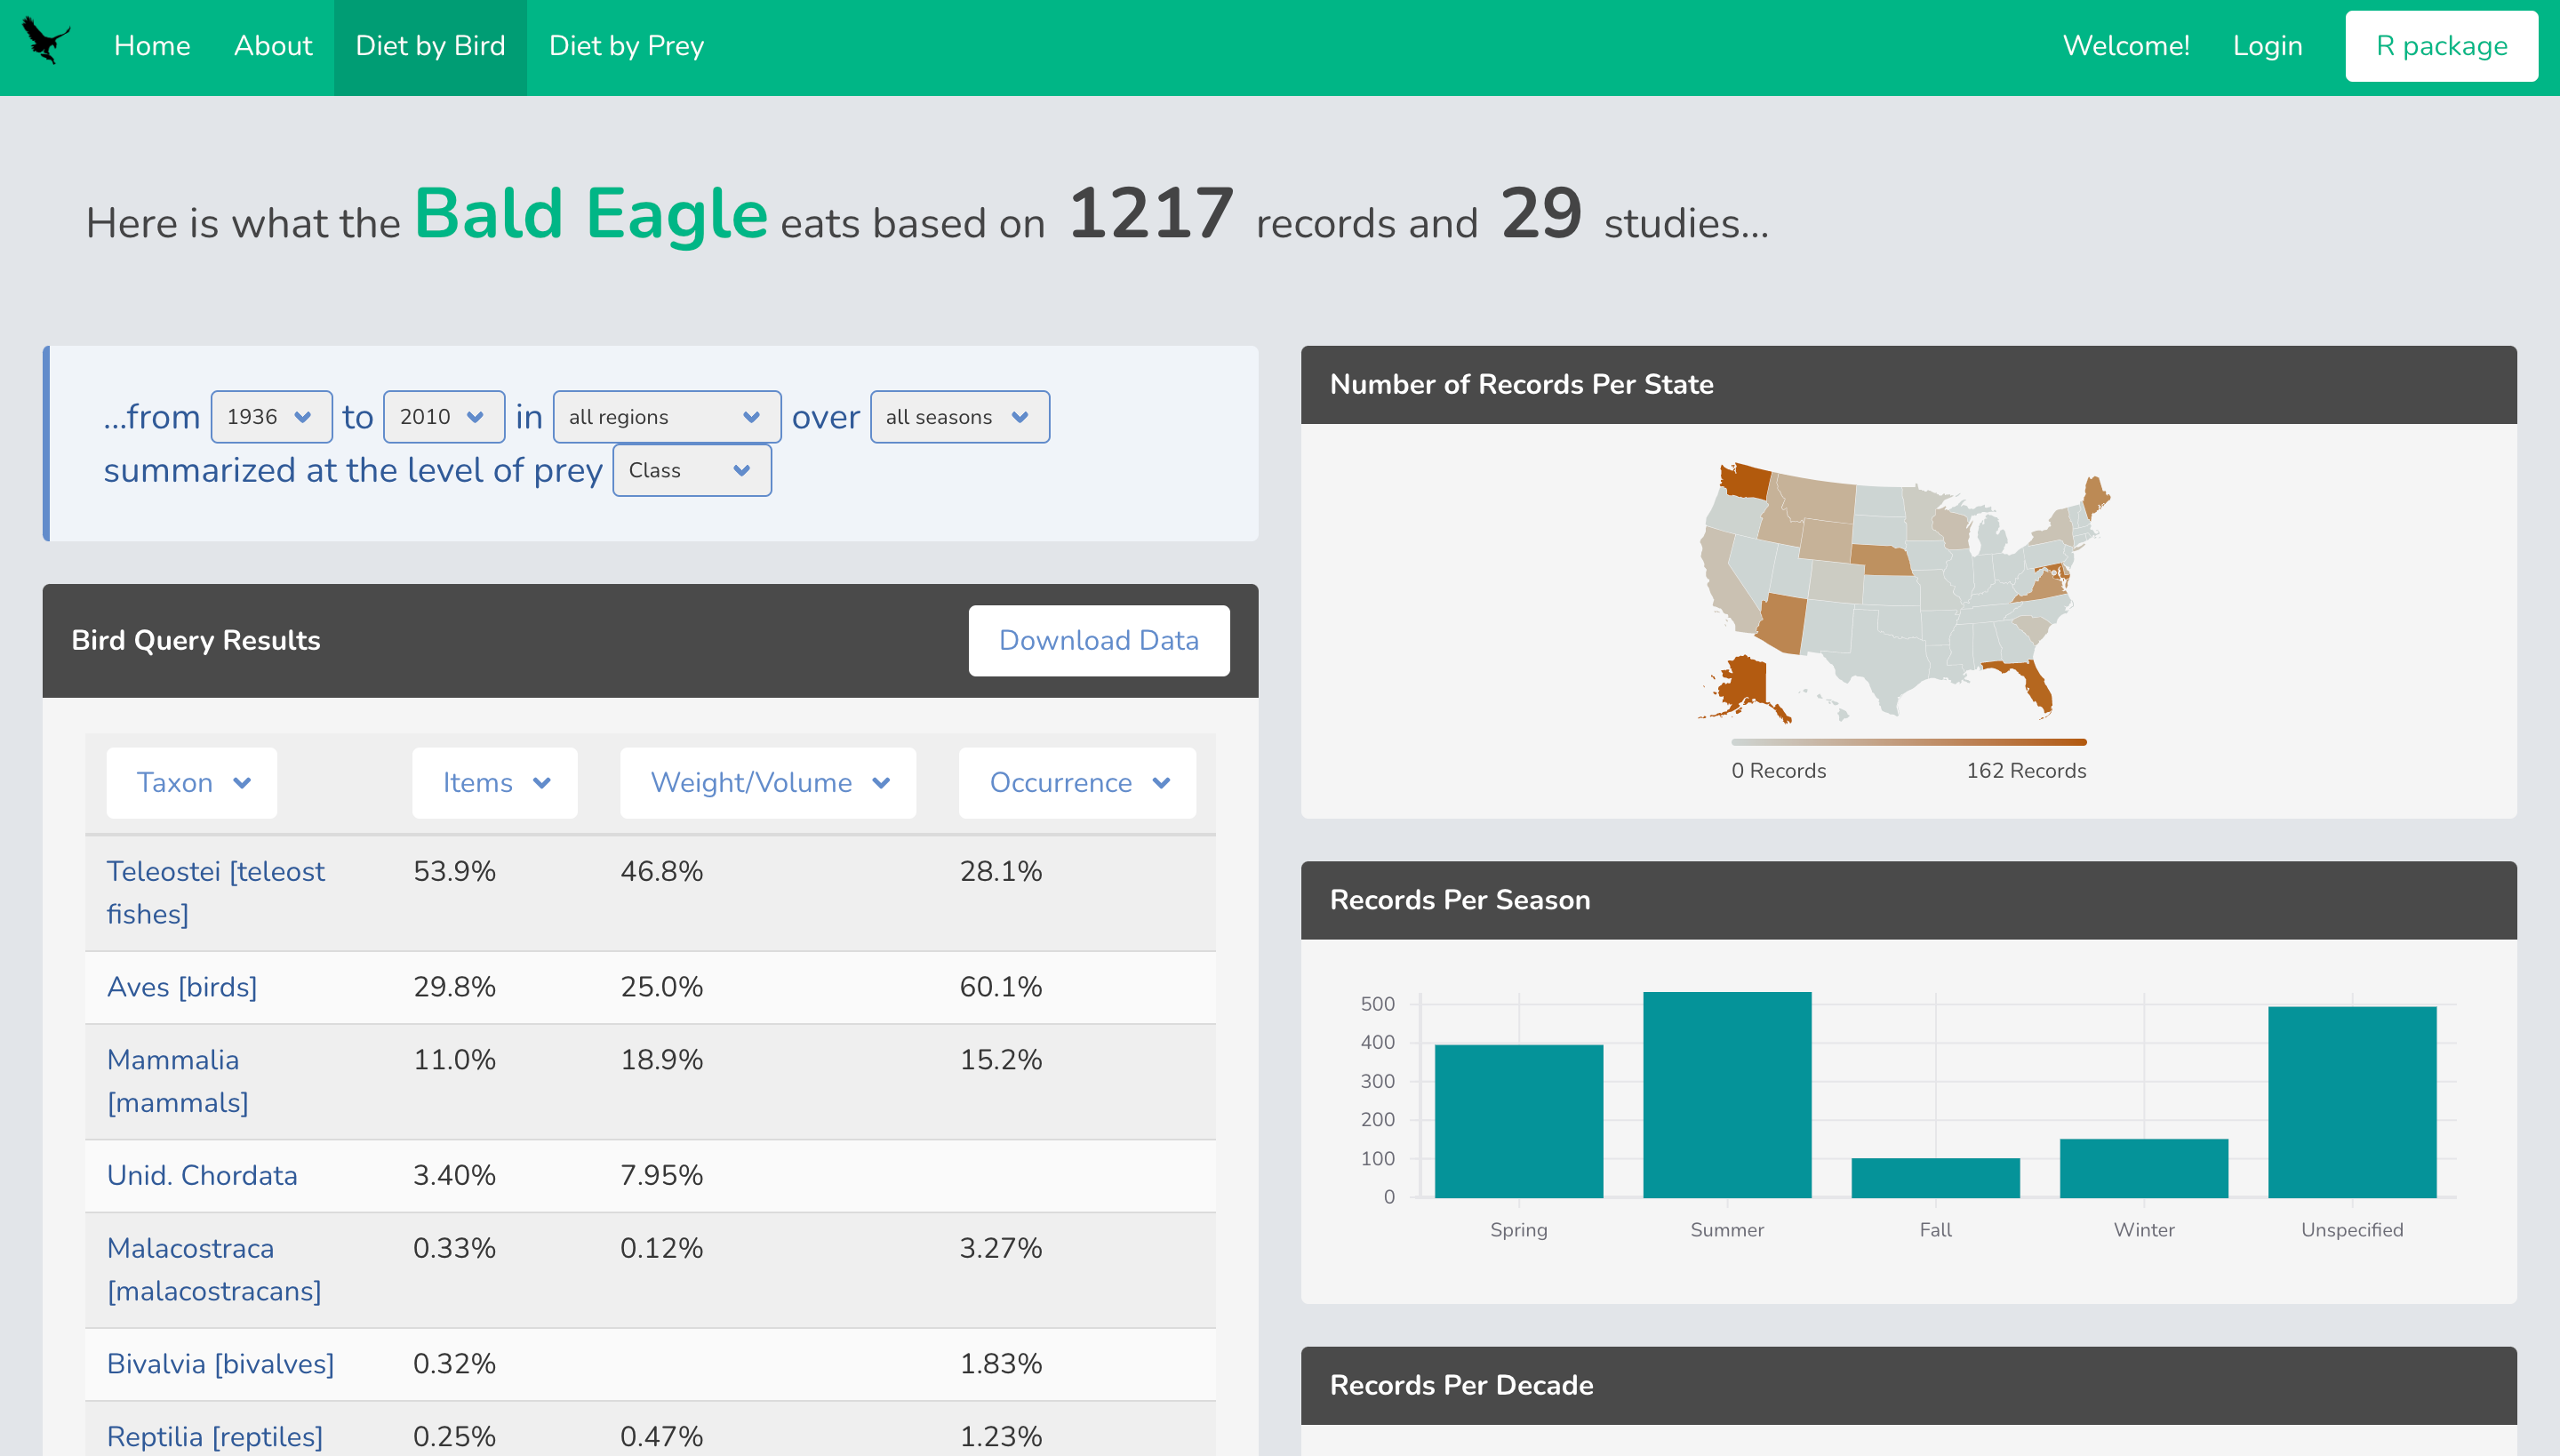 Home About Diet by Bird Diet by Prey Welcome! Login R package
Here is what the Bald Eagle eats based on 1217 records and 29 studies...
...from 1936 to 2010 in all regions over all seasons
summarized at the level of prey Class
Bird Query Results Download Data
Taxon Items Weight/Volume Occurrence
Teleostei [teleost fishes] 53.9% 46.8% 28.1%
Aves [birds] 29.8% 25.0% 60.1%
Mammalia [mammals] 11.0% 18.9% 15.2%
Unid. Chordata 3.40% 7.95%
Malacostraca [malacostracans] 0.33% 0.12% 3.27%
Bivalvia [bivalves] 0.32% 1.83%
Reptilia [reptiles] 0.25% 0.47% 1.23%
Number of Records Per State
0 Records 162 Records
Records Per Season
500
400
300
200
100
0
Spring Summer Fall Winter Unspecified
Records Per Decade